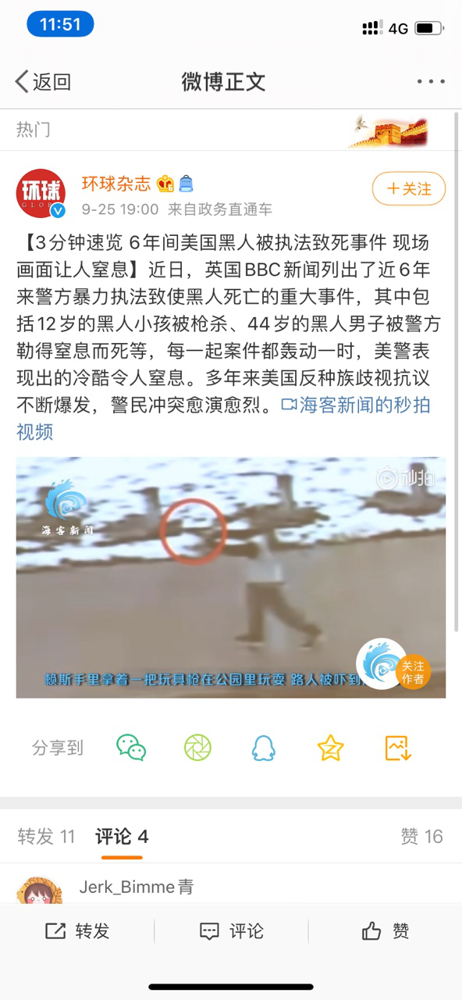 11:51
4G
返回
微博正文
热门
环球
GLOB
环球杂志
9-25 19:00 来自政务直通车
+关注
【3分钟速览 6年间美国黑人被执法致死事件 现场
画面让人窒息】近日，英国BBC新闻列出了近6年
来警方暴力执法致使黑人死亡的重大事件，其中包
括12岁的黑人小孩被枪杀、44岁的黑人男子被警方
勒得窒息而死等，每一起案件都轰动一时，美警表
现出的冷酷令人窒息。多年来美国反种族歧视抗议
不断爆发，警民冲突愈演愈烈。海客新闻的秒拍
视频
秒拍
海客新闻
赖斯手里拿着一把玩具枪在公园里玩耍 路人被吓到
关注
作者
分享到
转发 11
评论 4
赞 16
Jerk_Bimme青
转发
评论
赞